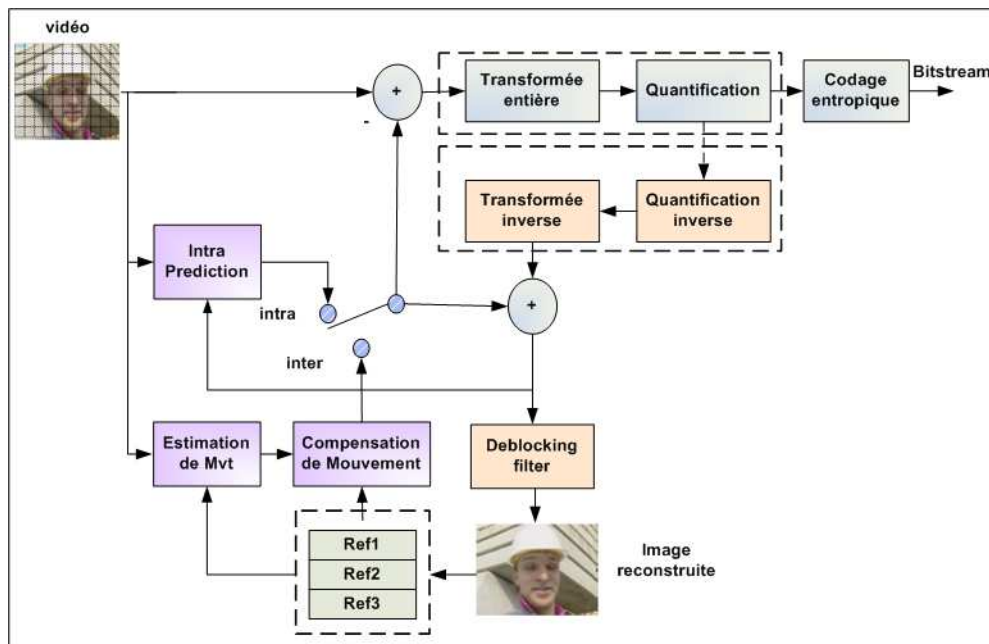 vidéo
+
-
Transformée
entière
Quantification
Codage
entropique
Bitstream
Transformée
inverse
Quantification
inverse
Intra
Prediction
intra
+
inter
Estimation
de Mvt
Compensation
de Mouvement
Deblocking
filter
Ref1
Ref2
Ref3
Image
reconstruite